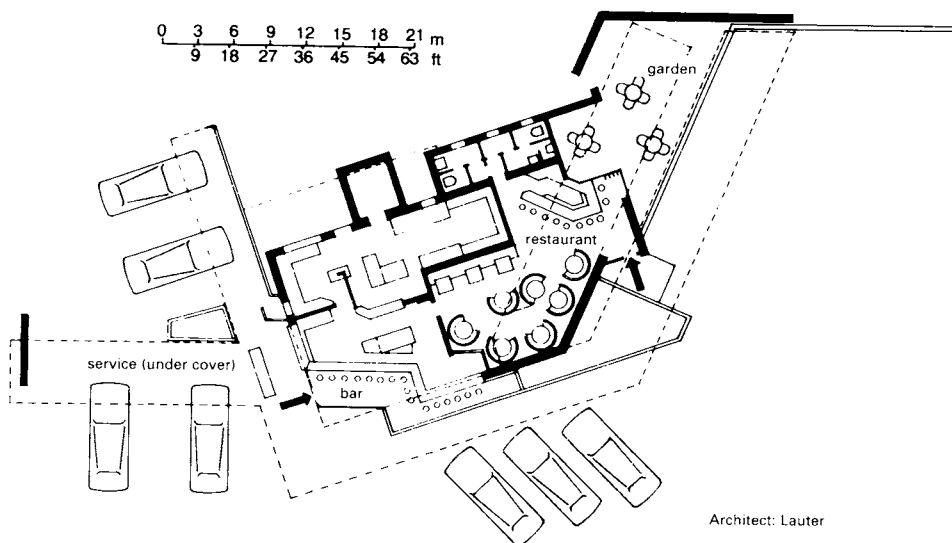 0 3 6 9 12 15 18 21 m
9 18 27 36 45 54 63 ft
garden
restaurant
service (under cover)
bar
Architect: Lauter